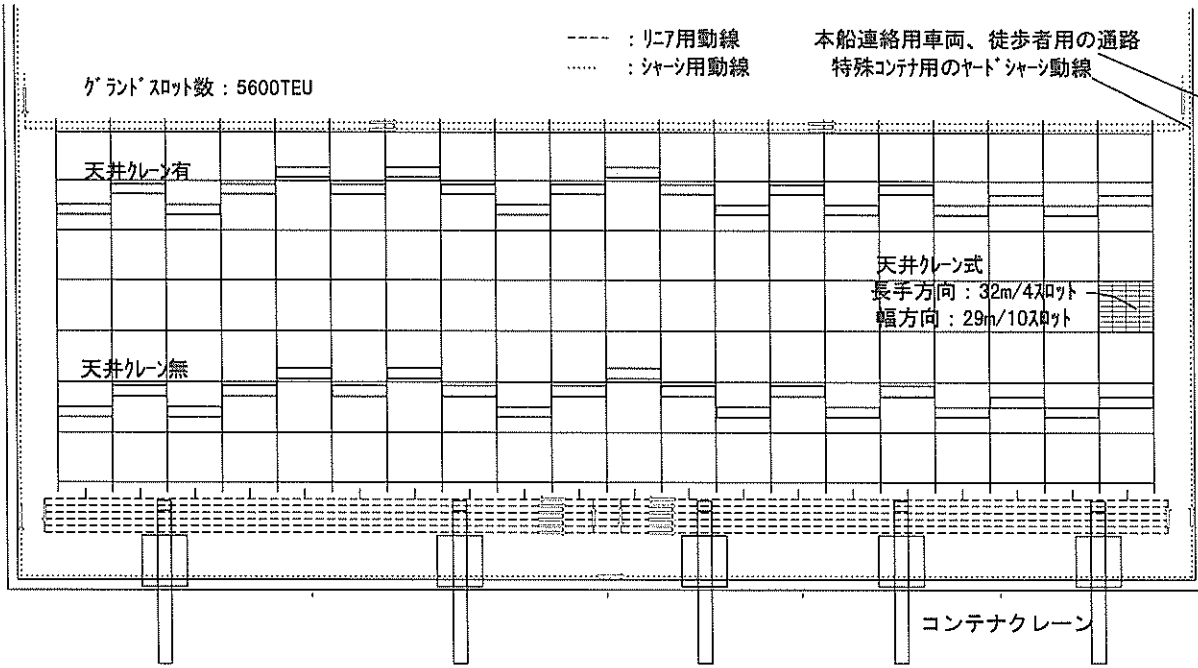 ---- : リニア用動線
本船連絡用車両、徒歩者用の通路
‥‥‥ : シャーシ用動線
特殊コンテナ用のヤードシャーシ動線
グランドスロット数 : 5600TEU
天井クレーン有
天井クレーン式
長手方向 : 32m/4スロット
幅方向 : 29m/10スロット
天井クレーン無
コンテナクレーン